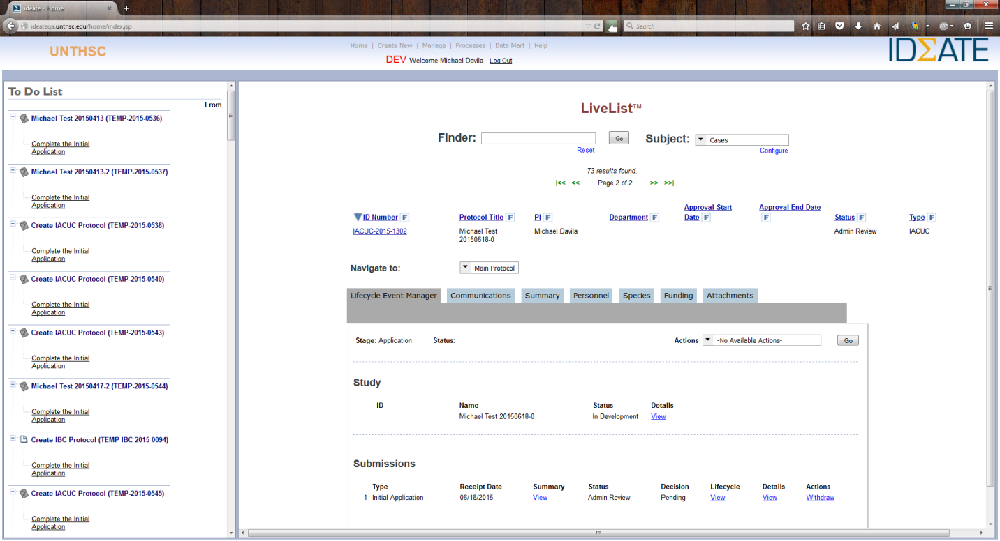 ideate - Home
ideateqa.unthsc.edu/home/index.jsp
Search
ABP
UNTHSC
Home | Create New | Manage | Processes | Data Mart | Help
DEV Welcome Michael Davila Log Out
IDΣATE
To Do List
From
Michael Test 20150413 (TEMP-2015-0536)
Complete the Initial
Application
Michael Test 20150413-2 (TEMP-2015-0537)
Complete the Initial
Application
Create IACUC Protocol (TEMP-2015-0538)
Complete the Initial
Application
Create IACUC Protocol (TEMP-2015-0540)
Complete the Initial
Application
Create IACUC Protocol (TEMP-2015-0543)
Complete the Initial
Application
Michael Test 20150417-2 (TEMP-2015-0544)
Complete the Initial
Application
Create IBC Protocol (TEMP-IBC-2015-0094)
Complete the Initial
Application
Create IACUC Protocol (TEMP-2015-0545)
Complete the Initial
Application
LiveList™
Finder: Go Subject: Cases
Reset Configure
73 results found.
|<< << Page 2 of 2 >> >>|
Approval Start Approval End Date
ID Number F Protocol Title F PI F Department F Date F F Status F Type F
IACUC-2015-1302 Michael Test Michael Davila Admin Review IACUC
20150618-0
Navigate to: Main Protocol
Lifecycle Event Manager Communications Summary Personnel Species Funding Attachments
Stage: Application Status: Actions -No Available Actions- Go
Study
ID Name Status Details
Michael Test 20150618-0 In Development View
Submissions
Type Receipt Date Summary Status Decision Lifecycle Details Actions
1 Initial Application 06/18/2015 View Admin Review Pending View View Withdraw